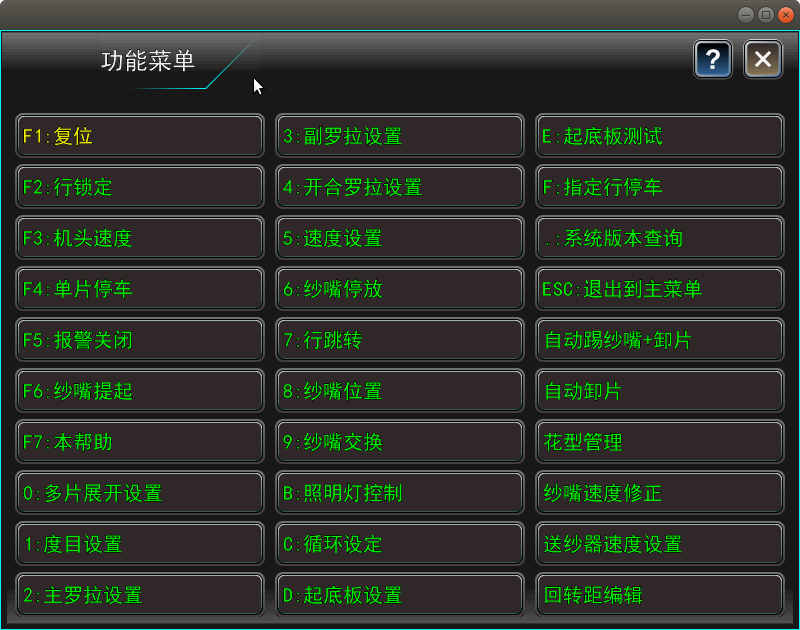 功能菜单
?
F1:复位
F2:行锁定
F3:机头速度
F4:单片停车
F5:报警关闭
F6:纱嘴提起
F7:本帮助
0:多片展开设置
1:度目设置
2:主罗拉设置
3:副罗拉设置
4:开合罗拉设置
5:速度设置
6:纱嘴停放
7:行跳转
8:纱嘴位置
9:纱嘴交换
B:照明灯控制
C:循环设定
D:起底板设置
E:起底板测试
F:指定行停车
.:系统版本查询
ESC:退出到主菜单
自动踢纱嘴+卸片
自动卸片
花型管理
纱嘴速度修正
送纱器速度设置
回转距编辑